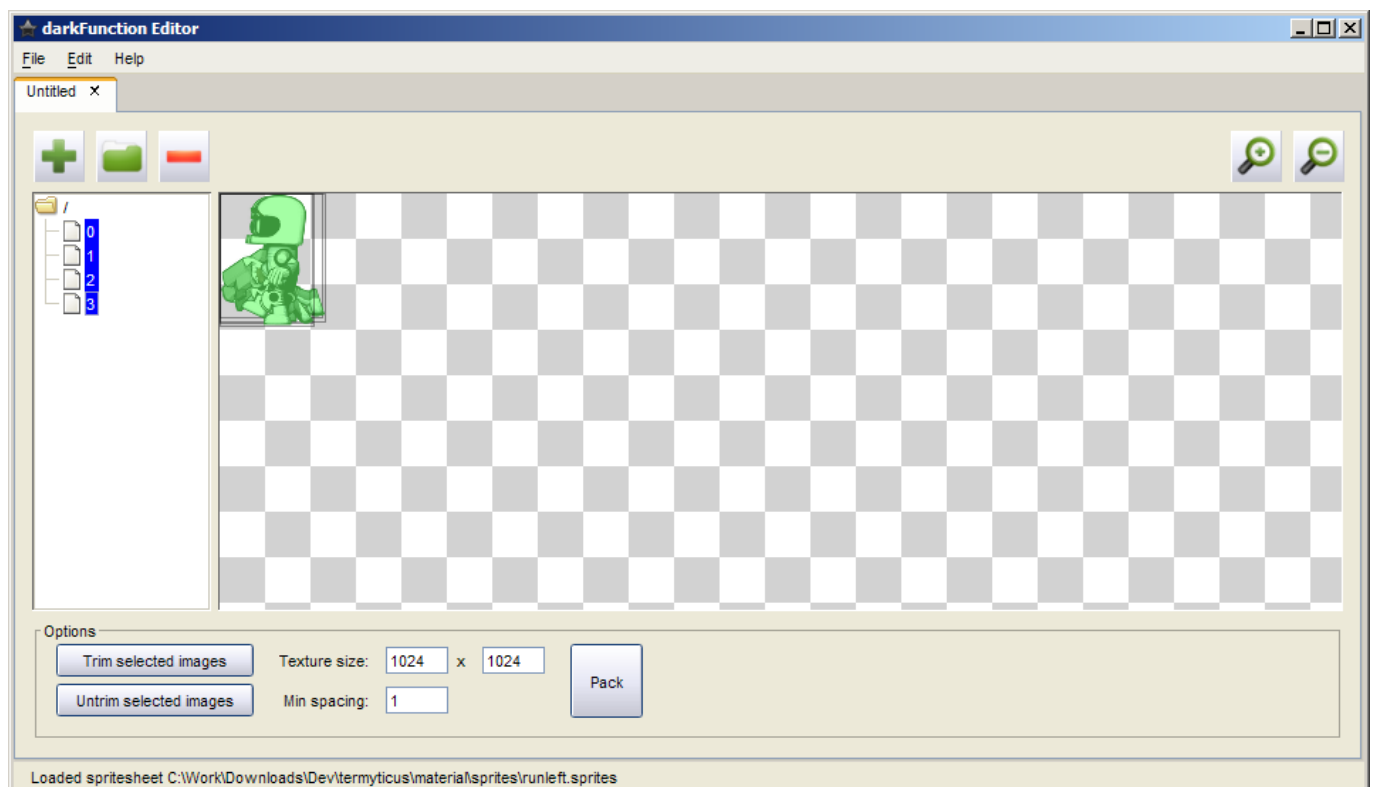 darkFunction Editor
File Edit Help
Untitled
/
0
1
2
3
Options
Trim selected images Texture size: 1024 x 1024
Pack
Untrim selected images Min spacing: 1
Loaded spritesheet C:\Work\Downloads\Dev\termyticus\material\sprites\runleft.sprites